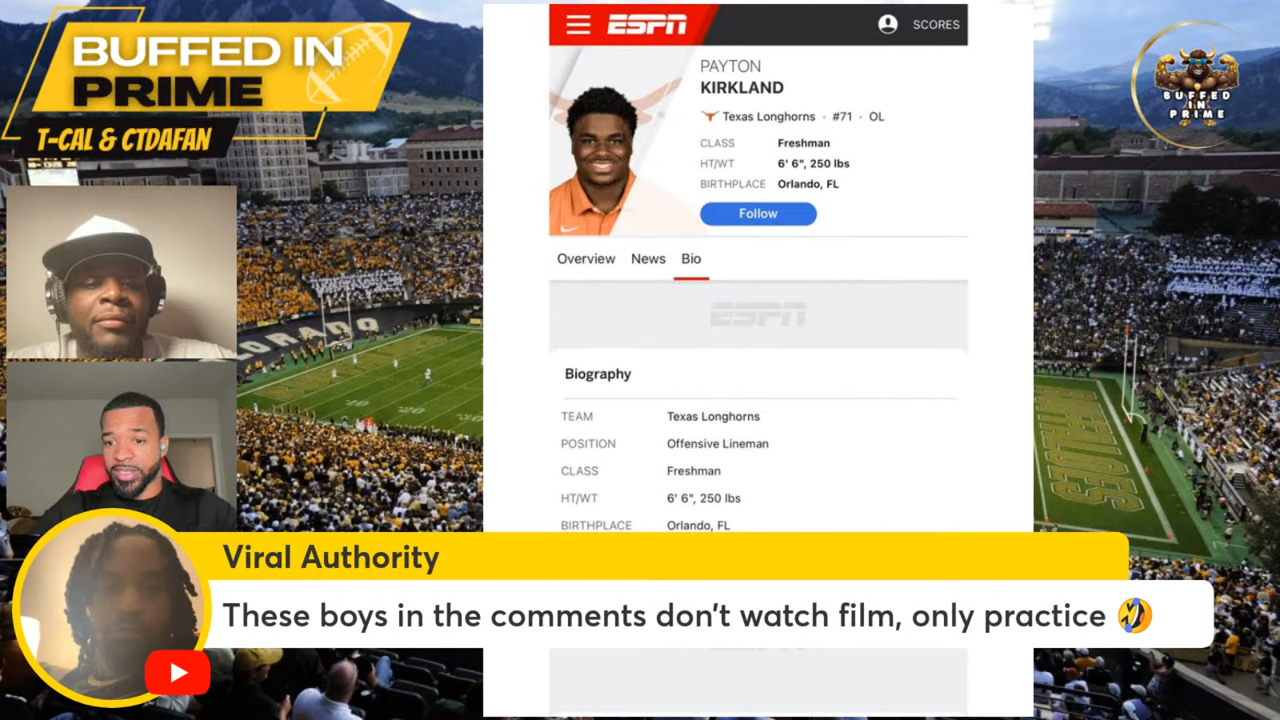 BUFFED IN
PRIME
T-CAL & CTDAFAN
ESPN
SCORES
PAYTON
KIRKLAND
Texas Longhorns · #71 · OL
CLASS Freshman
HT/WT 6' 6", 250 lbs
BIRTHPLACE Orlando, FL
Follow
Overview News Bio
ESPN
Biography
TEAM Texas Longhorns
POSITION Offensive Lineman
CLASS Freshman
HT/WT 6' 6", 250 lbs
BIRTHPLACE Orlando, FL
BUFFED
IN
PRIME
LORADO
BUFFALOES
Viral Authority
These boys in the comments don't watch film, only practice 🤣